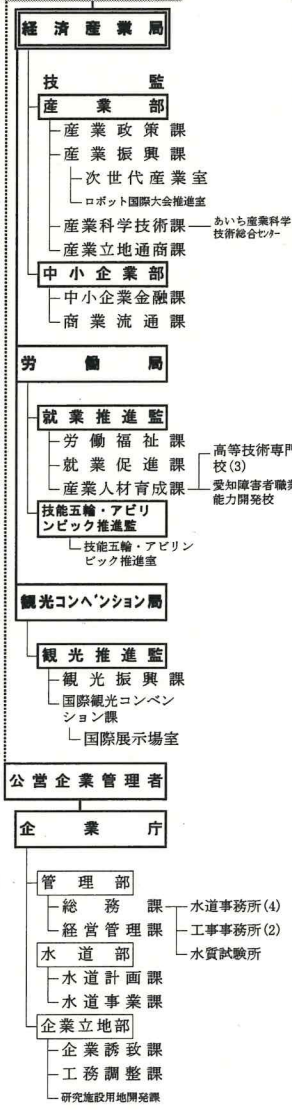 経済産業局
技監
産業部
産業政策課
産業振興課
次世代産業室
ロボット国際大会推進室
産業科学技術課
あいち産業科学
技術総合センター
産業立地通商課
中小企業部
中小企業金融課
商業流通課
労働局
就業推進監
労働福祉課
就業促進課
産業人材育成課
高等技術専門
校(3)
愛知障害者職業
能力開発校
技能五輪・アビリ
ンピック推進監
技能五輪・アビリン
ピック推進室
観光コンベンション局
観光推進監
観光振興課
国際観光コンベン
ション課
国際展示場室
公営企業管理者
企業庁
管理部
総務課
経営管理課
水道事務所(4)
工事事務所(2)
水質試験所
水道部
水道計画課
水道事業課
企業立地部
企業誘致課
工務調整課
研究施設用地開発課